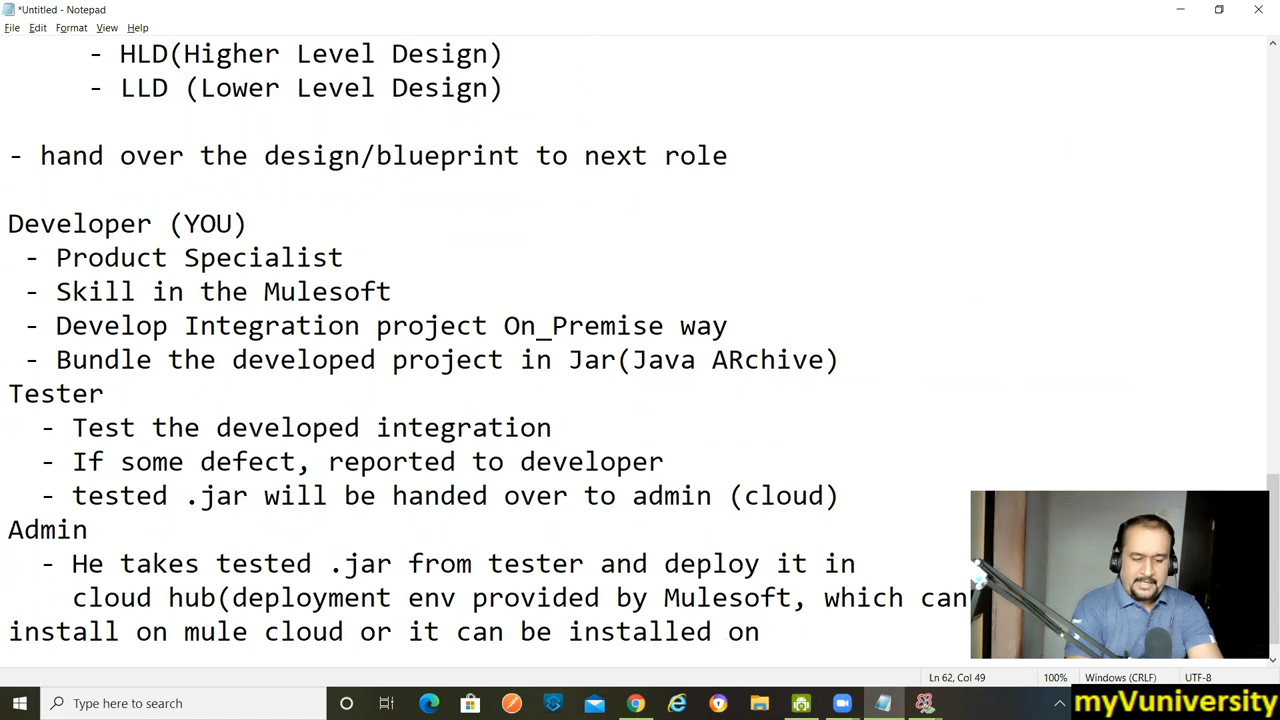 *Untitled - Notepad
File Edit Format View Help
- HLD(Higher Level Design)
- LLD (Lower Level Design)
- hand over the design/blueprint to next role
Developer (YOU)
- Product Specialist
- Skill in the Mulesoft
- Develop Integration project On_Premise way
- Bundle the developed project in Jar(Java ARchive)
Tester
- Test the developed integration
- If some defect, reported to developer
- tested .jar will be handed over to admin (cloud)
Admin
- He takes tested .jar from tester and deploy it in
cloud hub(deployment env provided by Mulesoft, which can
install on mule cloud or it can be installed on
Ln 62, Col 49 100% Windows (CRLF) UTF-8
Type here to search
myVuniversity